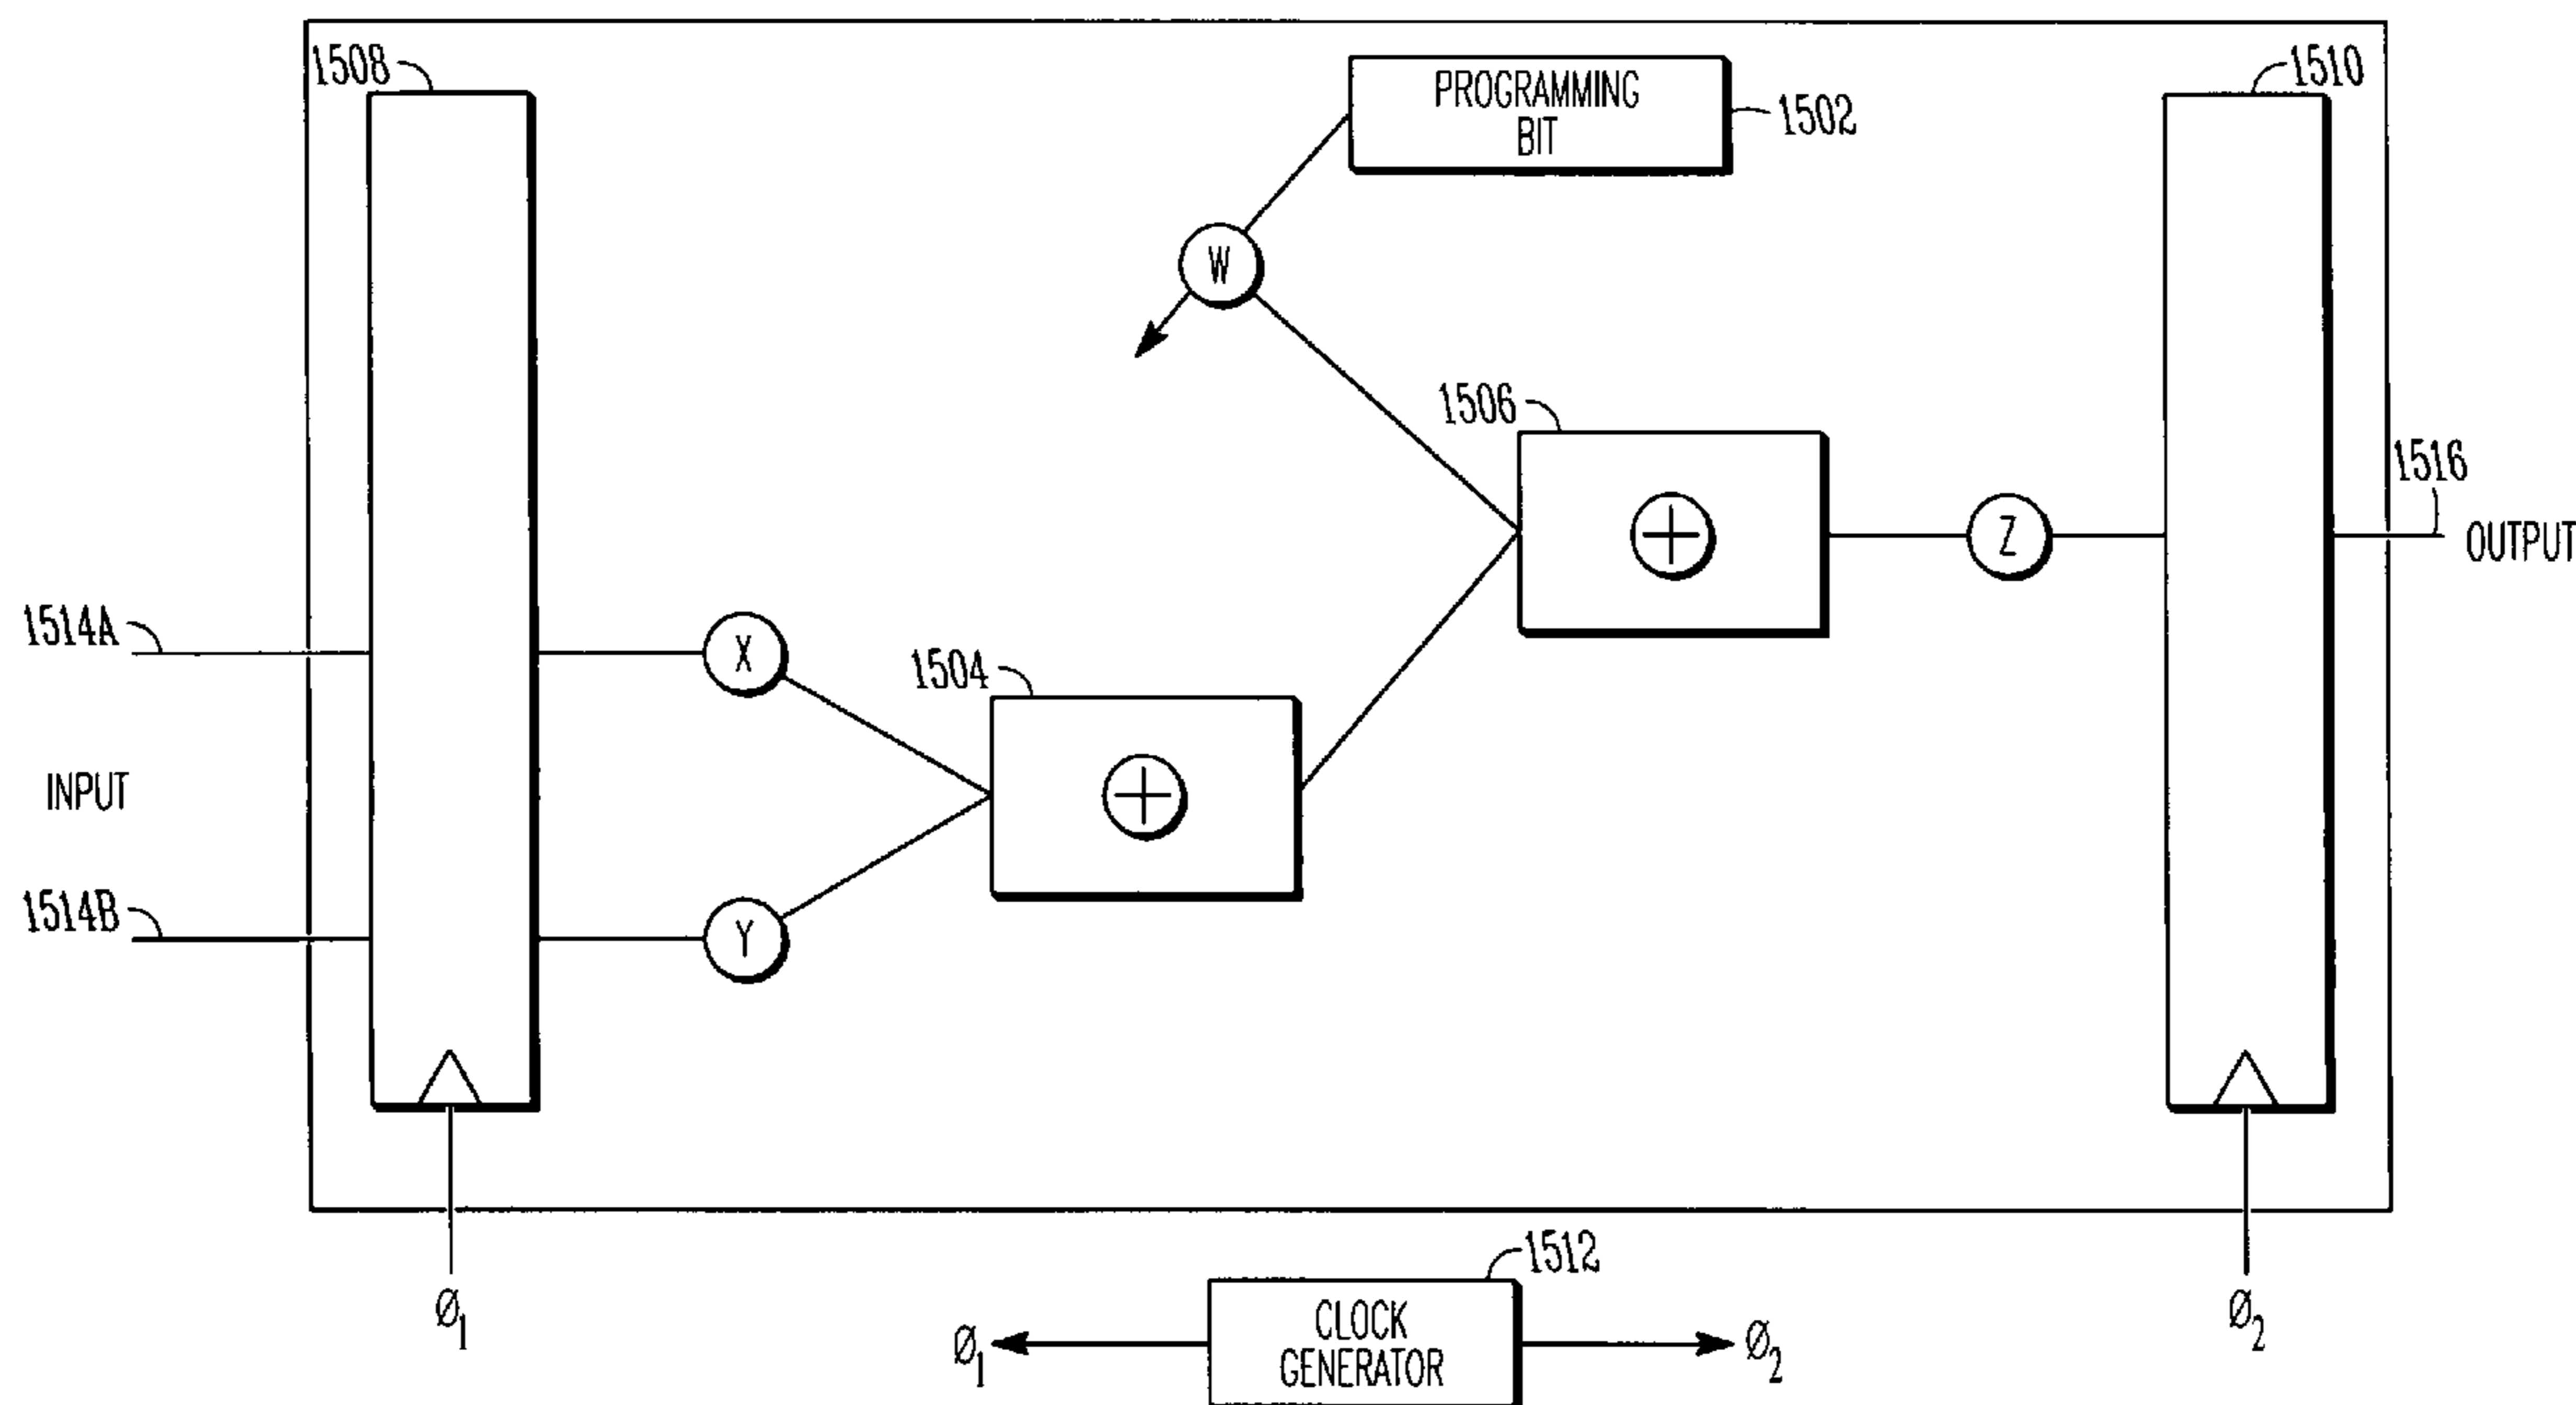 1508
PROGRAMMING
BIT
1502
1510
W
1506
1516
OUTPUT
Z
1514A
X
1504
INPUT
1514B
Y
1512
CLOCK
GENERATOR
Ø1
Ø2
Ø1
Ø2